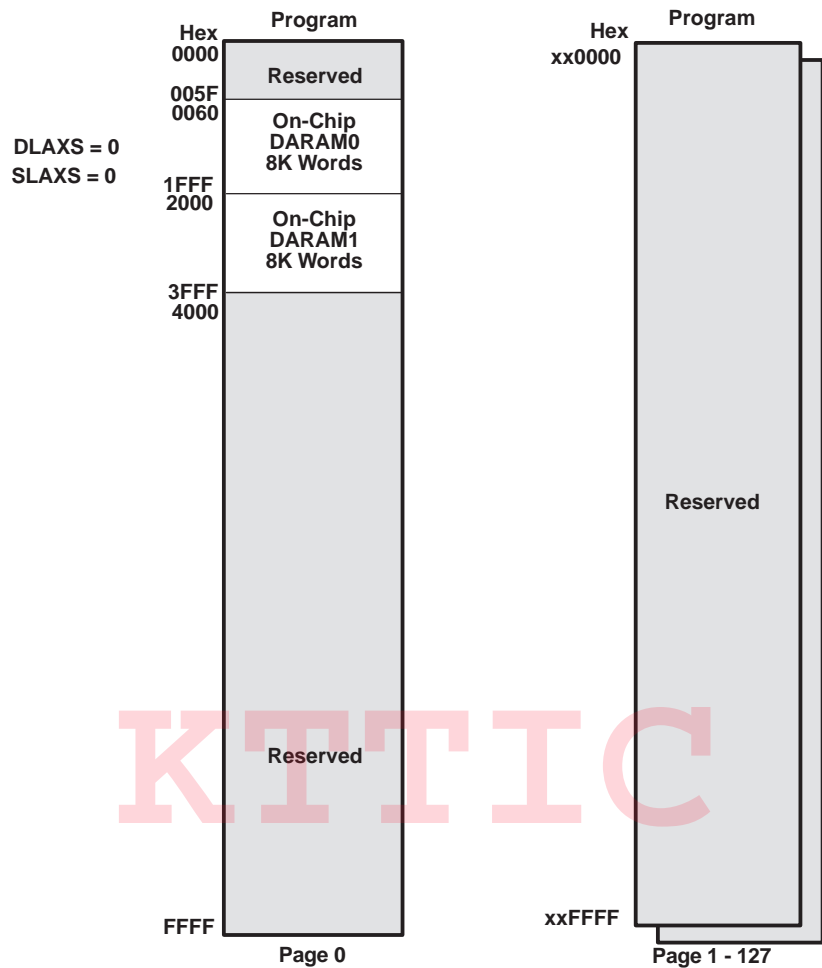 Program
Hex
0000
Reserved
005F
0060
On-Chip
DARAM0
8K Words
DLAXS = 0
SLAXS = 0
1FFF
2000
On-Chip
DARAM1
8K Words
3FFF
4000
Reserved
FFFF
Page 0
Program
Hex
xx0000
Reserved
xxFFFF
Page 1 - 127
KTTIC